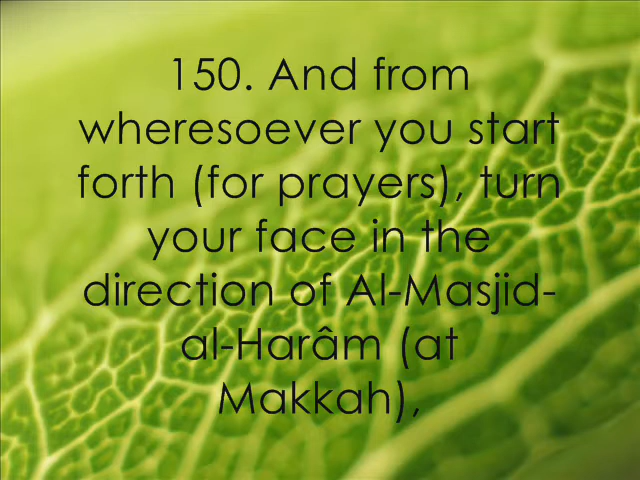 150. And from
wheresoever you start
forth (for prayers), turn
your face in the
direction of Al-Masjid-
al-Harâm (at
Makkah),